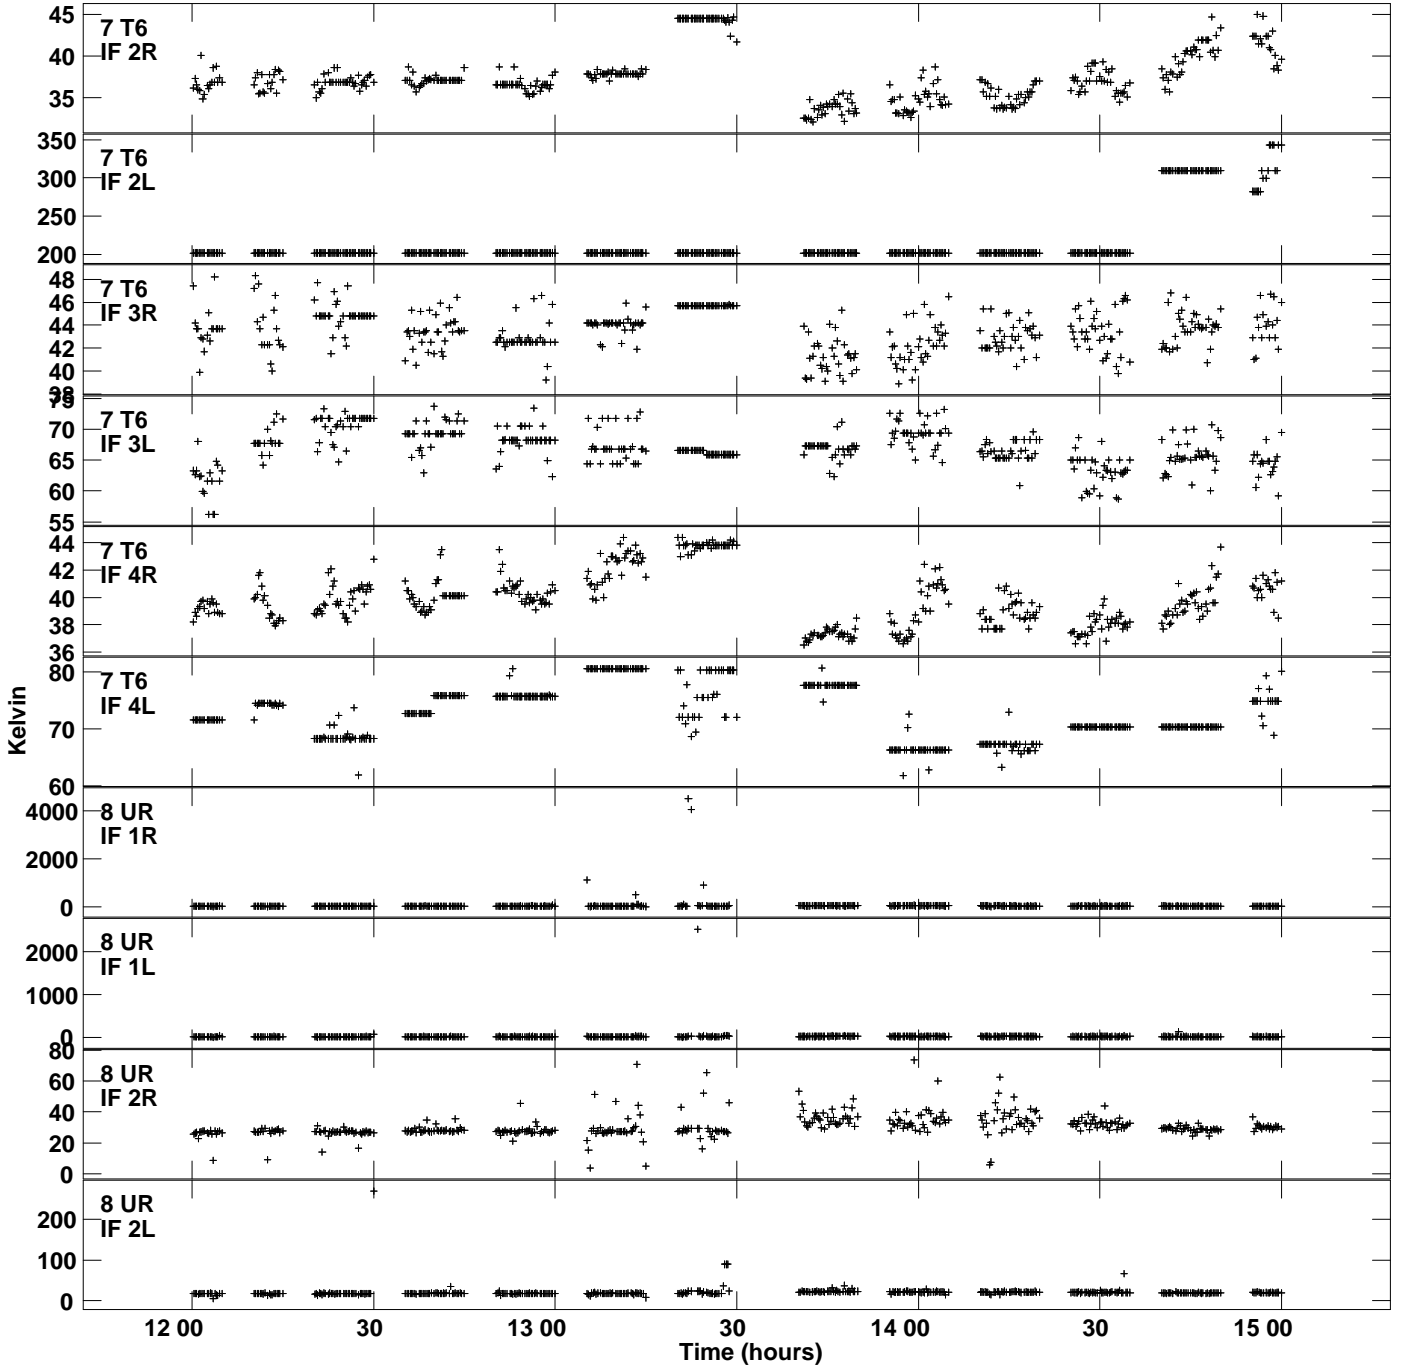 7 T6
IF 2R
45
40
35
7 T6
IF 2L
350
300
250
200
7 T6
IF 3R
48
46
44
42
40
38
7 T6
IF 3L
75
70
65
60
55
7 T6
IF 4R
44
42
40
38
36
7 T6
IF 4L
80
70
60
8 UR
IF 1R
4000
2000
0
8 UR
IF 1L
2000
1000
0
8 UR
IF 2R
80
60
40
20
0
8 UR
IF 2L
200
100
0
Kelvin
12 00 30 13 00 30 14 00 30 15 00
Time (hours)